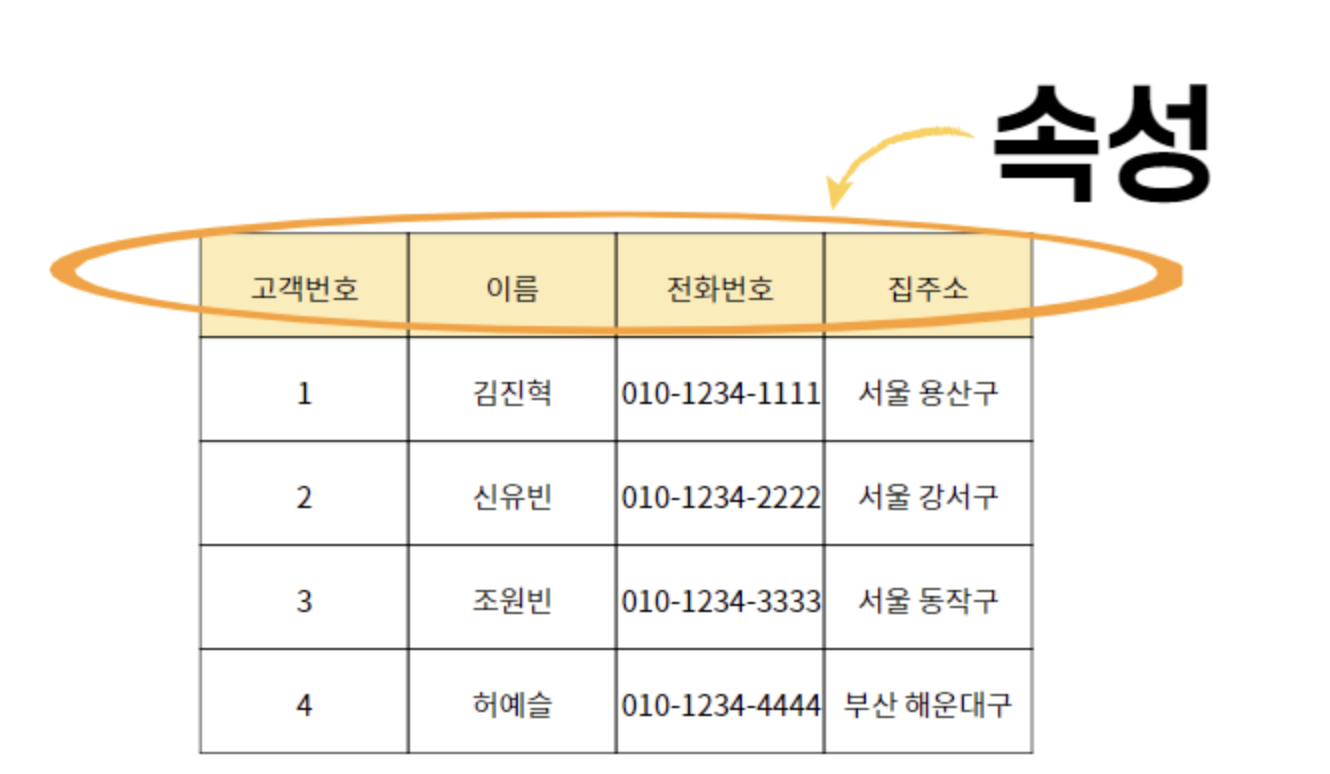 속성
고객번호 이름 전화번호 집주소
1 김진혁 010-1234-1111 서울 용산구
2 신유빈 010-1234-2222 서울 강서구
3 조원빈 010-1234-3333 서울 동작구
4 허예슬 010-1234-4444 부산 해운대구